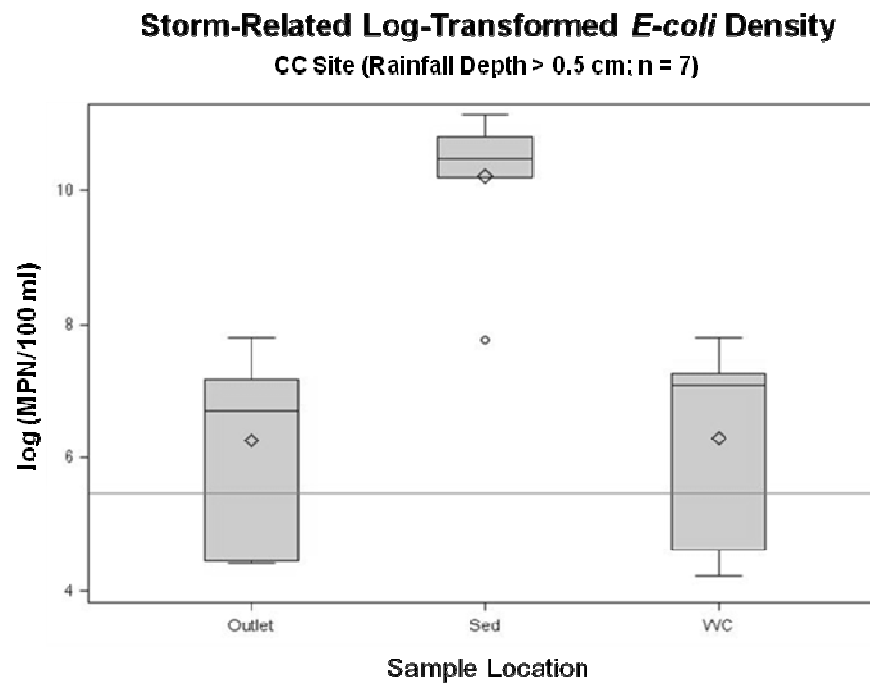 Storm-Related Log-Transformed E-coli Density
CC Site (Rainfall Depth > 0.5 cm; n = 7)
log (MPN/100 ml)
10
8
6
4
Outlet
Sed
WC
Sample Location